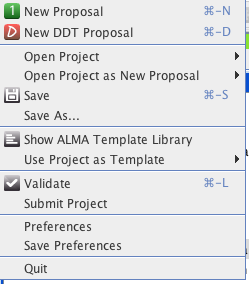 1 New Proposal ⌘-N
D New DDT Proposal ⌘-D
Open Project
Open Project as New Proposal
Save ⌘-S
Save As...
Show ALMA Template Library
Use Project as Template
Validate ⌘-L
Submit Project
Preferences
Save Preferences
Quit